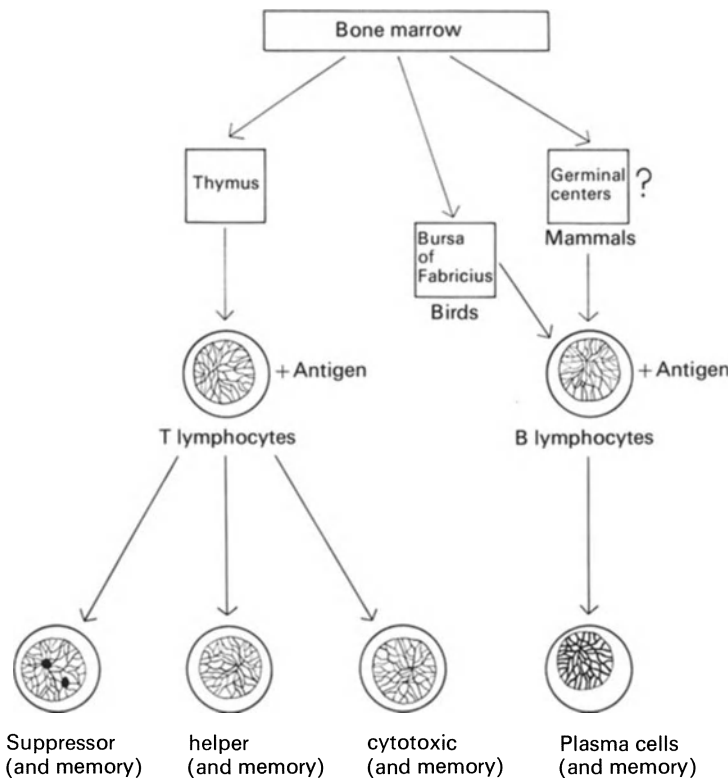 Bone marrow
Thymus
Germinal
centers
?
Mammals
Bursa
of
Fabricius
Birds
+ Antigen
+ Antigen
T lymphocytes
B lymphocytes
Suppressor
(and memory)
helper
(and memory)
cytotoxic
(and memory)
Plasma cells
(and memory)